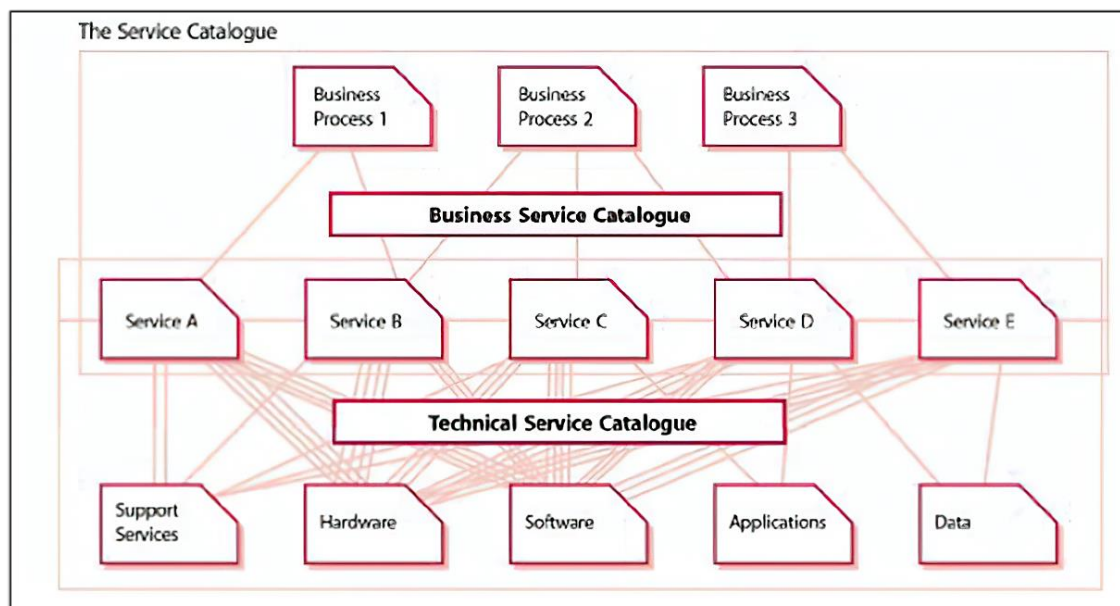 The Service Catalogue
Business
Process 1
Business
Process 2
Business
Process 3
Business Service Catalogue
Service A
Service B
Service C
Service D
Service E
Technical Service Catalogue
Support
Services
Hardware
Software
Applications
Data